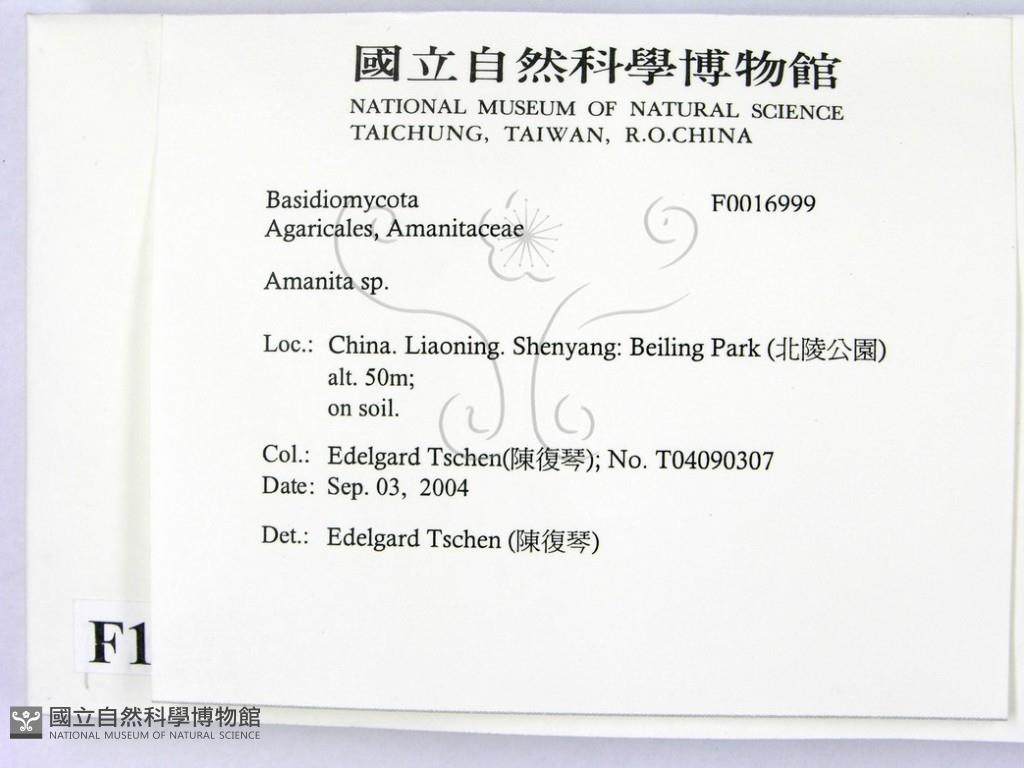 國立自然科學博物館
NATIONAL MUSEUM OF NATURAL SCIENCE
TAICHUNG, TAIWAN, R.O.CHINA
Basidiomycota F0016999
Agaricales, Amanitaceae
Amanita sp.
Loc.: China. Liaoning. Shenyang: Beiling Park (北陵公園)
alt. 50m;
on soil.
Col.: Edelgard Tschen(陳復琴); No. T04090307
Date: Sep. 03, 2004
Det.: Edelgard Tschen (陳復琴)
F1
國立自然科學博物館
NATIONAL MUSEUM OF NATURAL SCIENCE